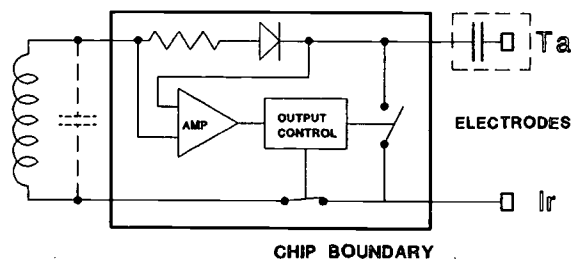 Ta
AMP
OUTPUT
CONTROL
ELECTRODES
Ir
CHIP BOUNDARY